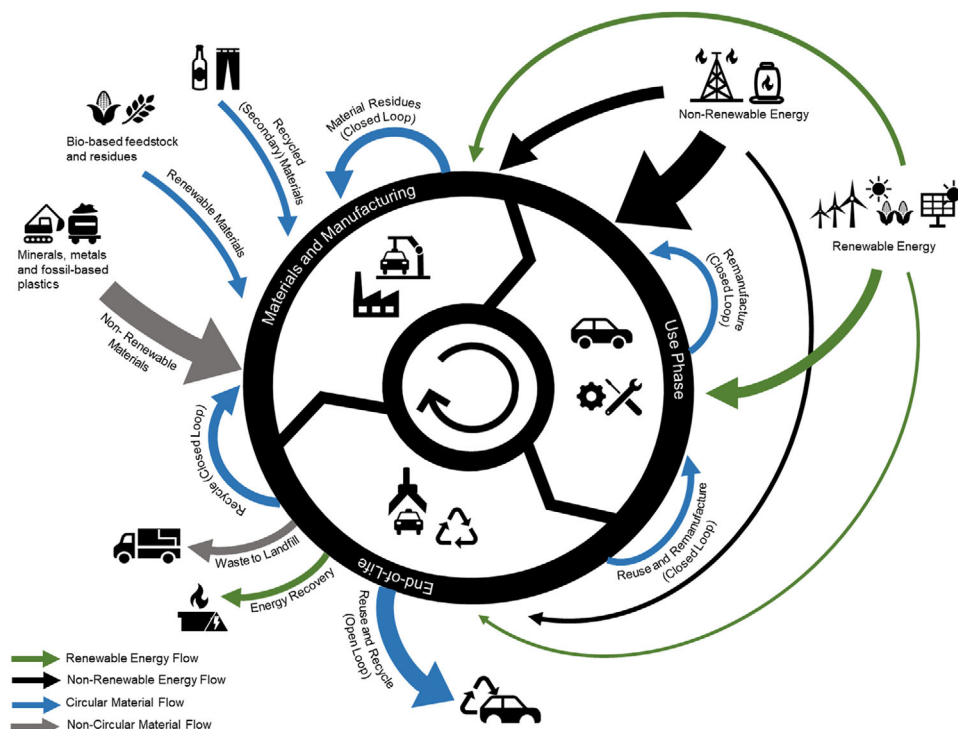 Bio-based feedstock
and residues
Minerals, metals
and fossil-based
plastics
Non- Renewable
Materials
Renewable Materials
Recycled
(Secondary) Materials
Material Residues
(Closed Loop)
Non-Renewable
Energy
Renewable Energy
Materials and Manufacturing
Use Phase
End-of-Life
Remanufacture
(Closed Loop)
Reuse and Remanufacture
(Closed Loop)
Recycle (Closed Loop)
Waste to Landfill
Energy Recovery
Reuse and Recycle
(Open Loop)
Renewable Energy Flow
Non-Renewable Energy Flow
Circular Material Flow
Non-Circular Material Flow